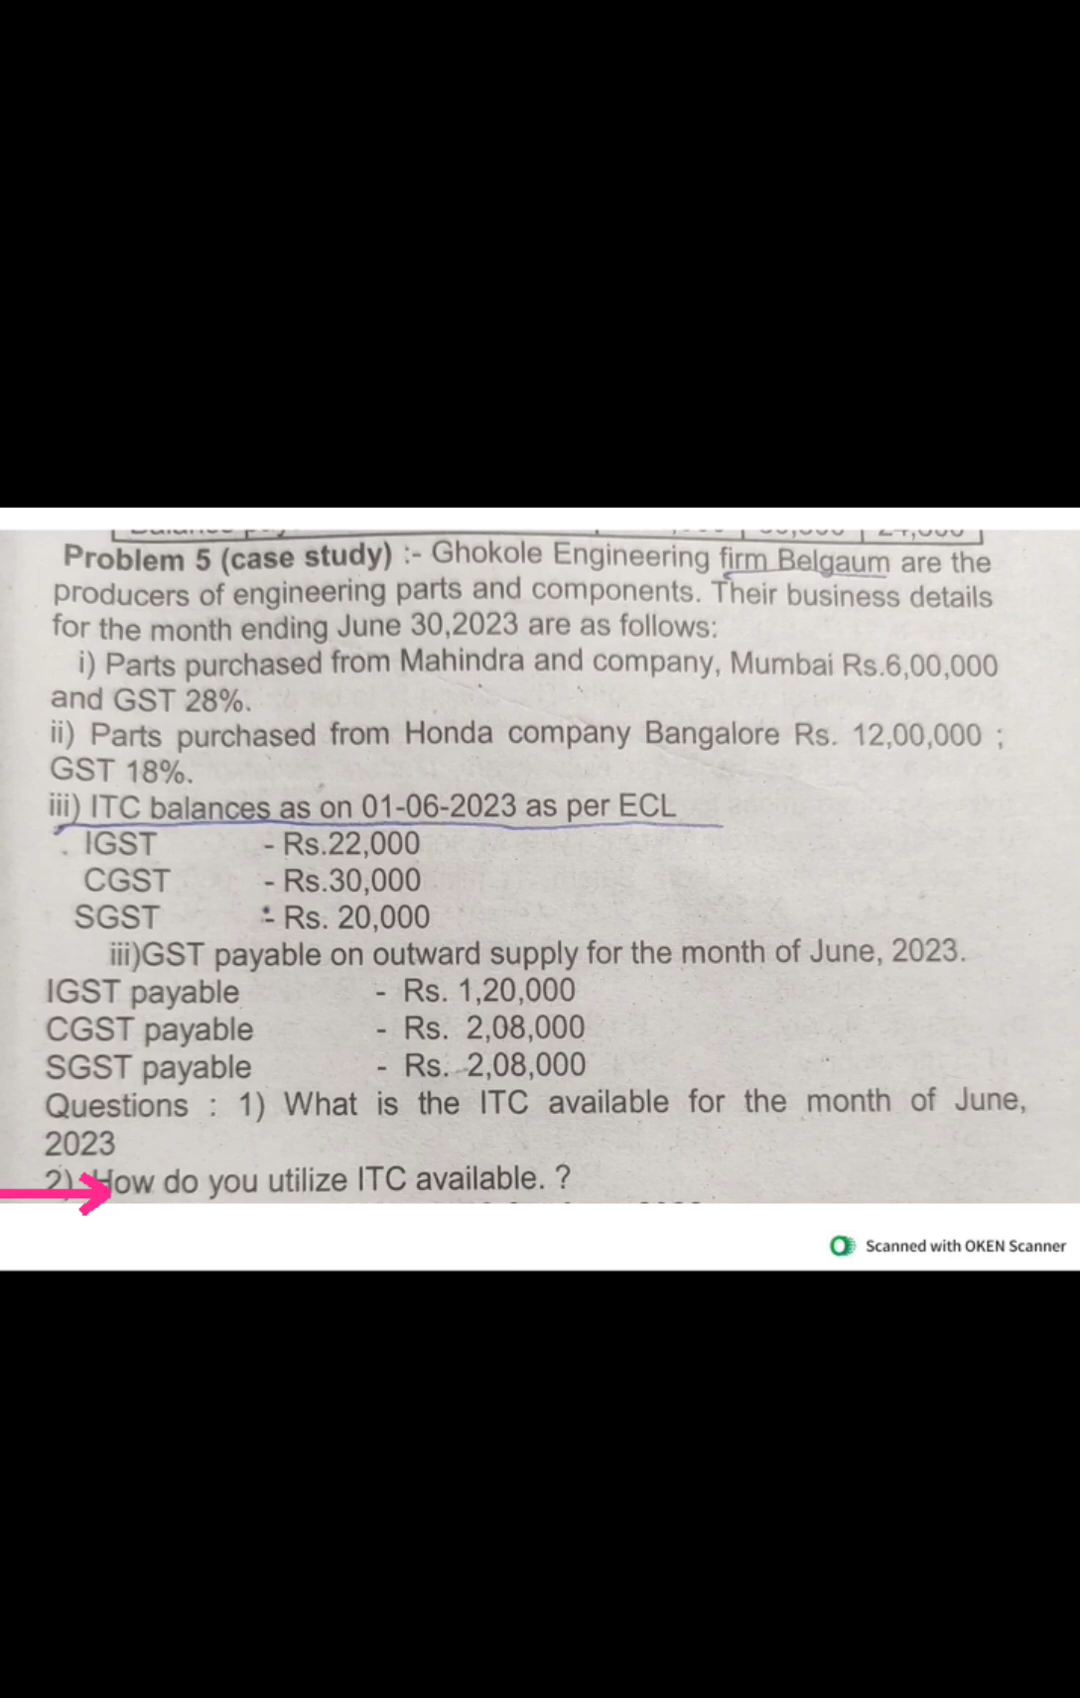 Problem 5 (case study) :- Ghokole Engineering firm Belgaum are the
producers of engineering parts and components. Their business details
for the month ending June 30,2023 are as follows:
i) Parts purchased from Mahindra and company, Mumbai Rs.6,00,000
and GST 28%.
ii) Parts purchased from Honda company Bangalore Rs. 12,00,000 ;
GST 18%.
iii) ITC balances as on 01-06-2023 as per ECL
IGST - Rs.22,000
CGST - Rs.30,000
SGST - Rs. 20,000
iii)GST payable on outward supply for the month of June, 2023.
IGST payable - Rs. 1,20,000
CGST payable - Rs. 2,08,000
SGST payable - Rs. 2,08,000
Questions : 1) What is the ITC available for the month of June,
2023
2) How do you utilize ITC available. ?
Scanned with OKEN Scanner